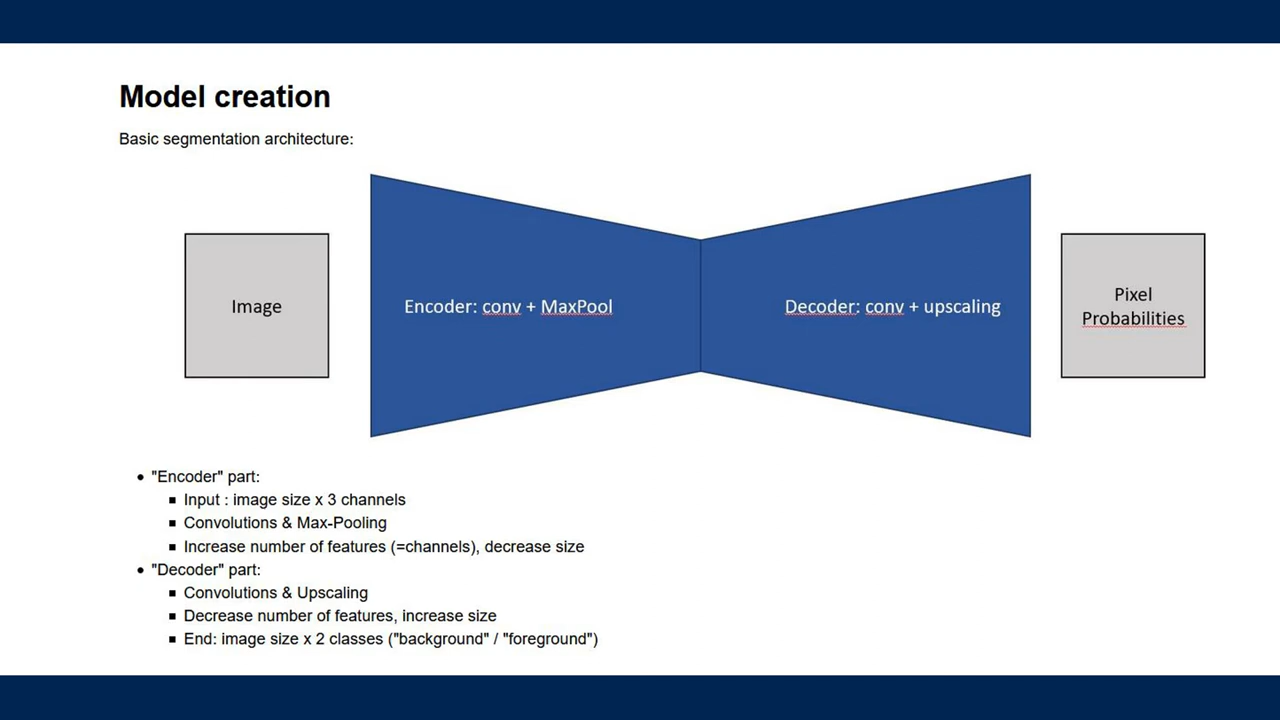 Model creation
Basic segmentation architecture:
Image
Encoder: conv + MaxPool
Decoder: conv + upscaling
Pixel
Probabilities
• "Encoder" part:
▪ Input : image size x 3 channels
▪ Convolutions & Max-Pooling
▪ Increase number of features (=channels), decrease size
• "Decoder" part:
▪ Convolutions & Upscaling
▪ Decrease number of features, increase size
▪ End: image size x 2 classes ("background" / "foreground")